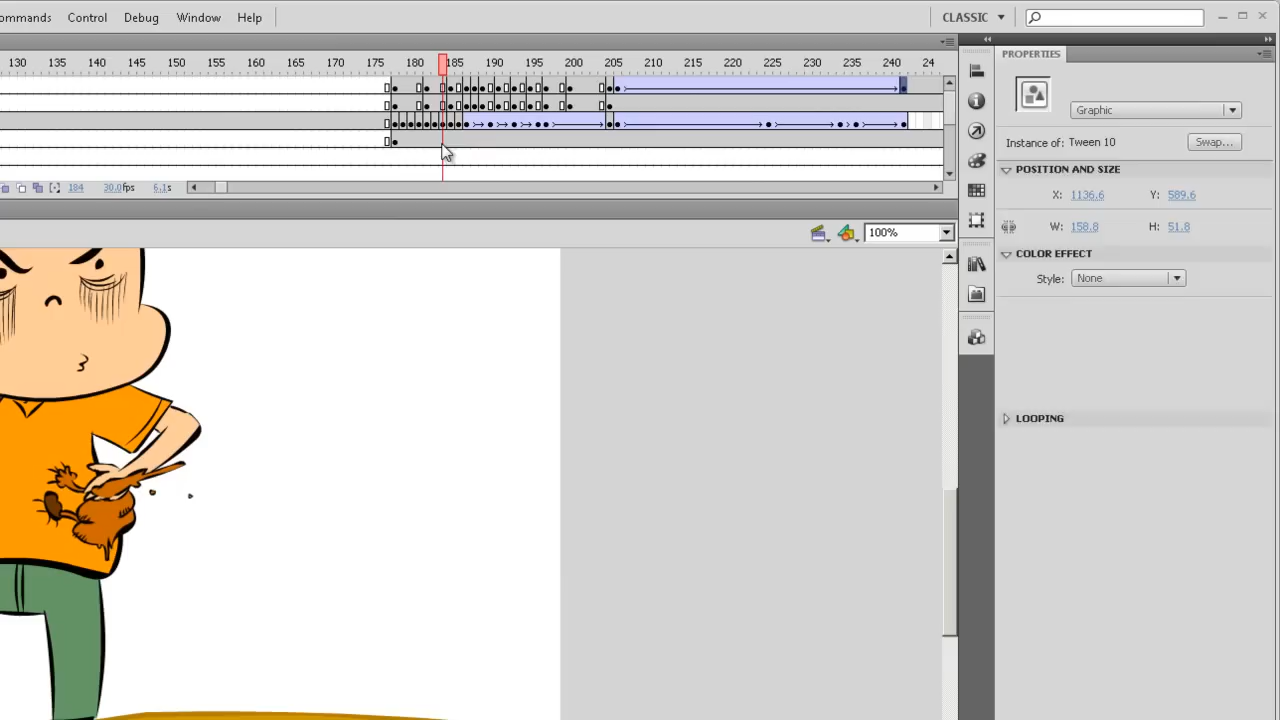 ommands Control Debug Window Help CLASSIC
130 135 140 145 150 155 160 165 170 175 180 185 190 195 200 205 210 215 220 225 230 235 240 24
PROPERTIES
Graphic
Instance of: Tween 10 Swap...
POSITION AND SIZE
X: 1136.6 Y: 589.6
184 30.0fps 6.1s
W: 158.8 H: 51.8
100%
COLOR EFFECT
Style: None
LOOPING